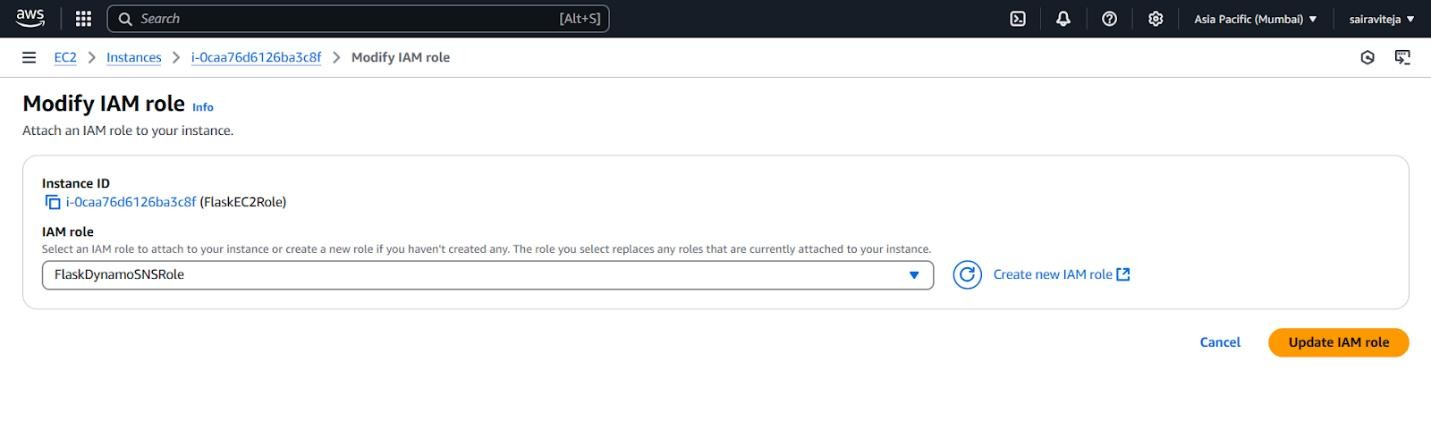 aws
Search
[Alt+S]
Asia Pacific (Mumbai) ▼
sairaviteja ▼
EC2 > Instances > i-0caa76d6126ba3c8f > Modify IAM role
Modify IAM role Info
Attach an IAM role to your instance.
Instance ID
i-0caa76d6126ba3c8f (FlaskEC2Role)
IAM role
Select an IAM role to attach to your instance or create a new role if you haven't created any. The role you select replaces any roles that are currently attached to your instance.
FlaskDynamoSNSRole
Create new IAM role
Cancel
Update IAM role